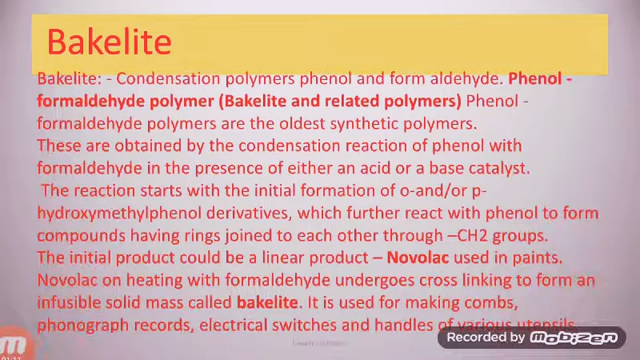 Bakelite
Bakelite: - Condensation polymers phenol and form aldehyde. Phenol -
formaldehyde polymer (Bakelite and related polymers) Phenol -
formaldehyde polymers are the oldest synthetic polymers.
These are obtained by the condensation reaction of phenol with
formaldehyde in the presence of either an acid or a base catalyst.
The reaction starts with the initial formation of o-and/or p-
hydroxymethylphenol derivatives, which further react with phenol to form
compounds having rings joined to each other through –CH2 groups.
The initial product could be a linear product – Novolac used in paints.
Novolac on heating with formaldehyde undergoes cross linking to form an
infusible solid mass called bakelite. It is used for making combs,
phonograph records, electrical switches and handles of various utensils
Recorded by MOBIZEN